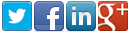 f in g+